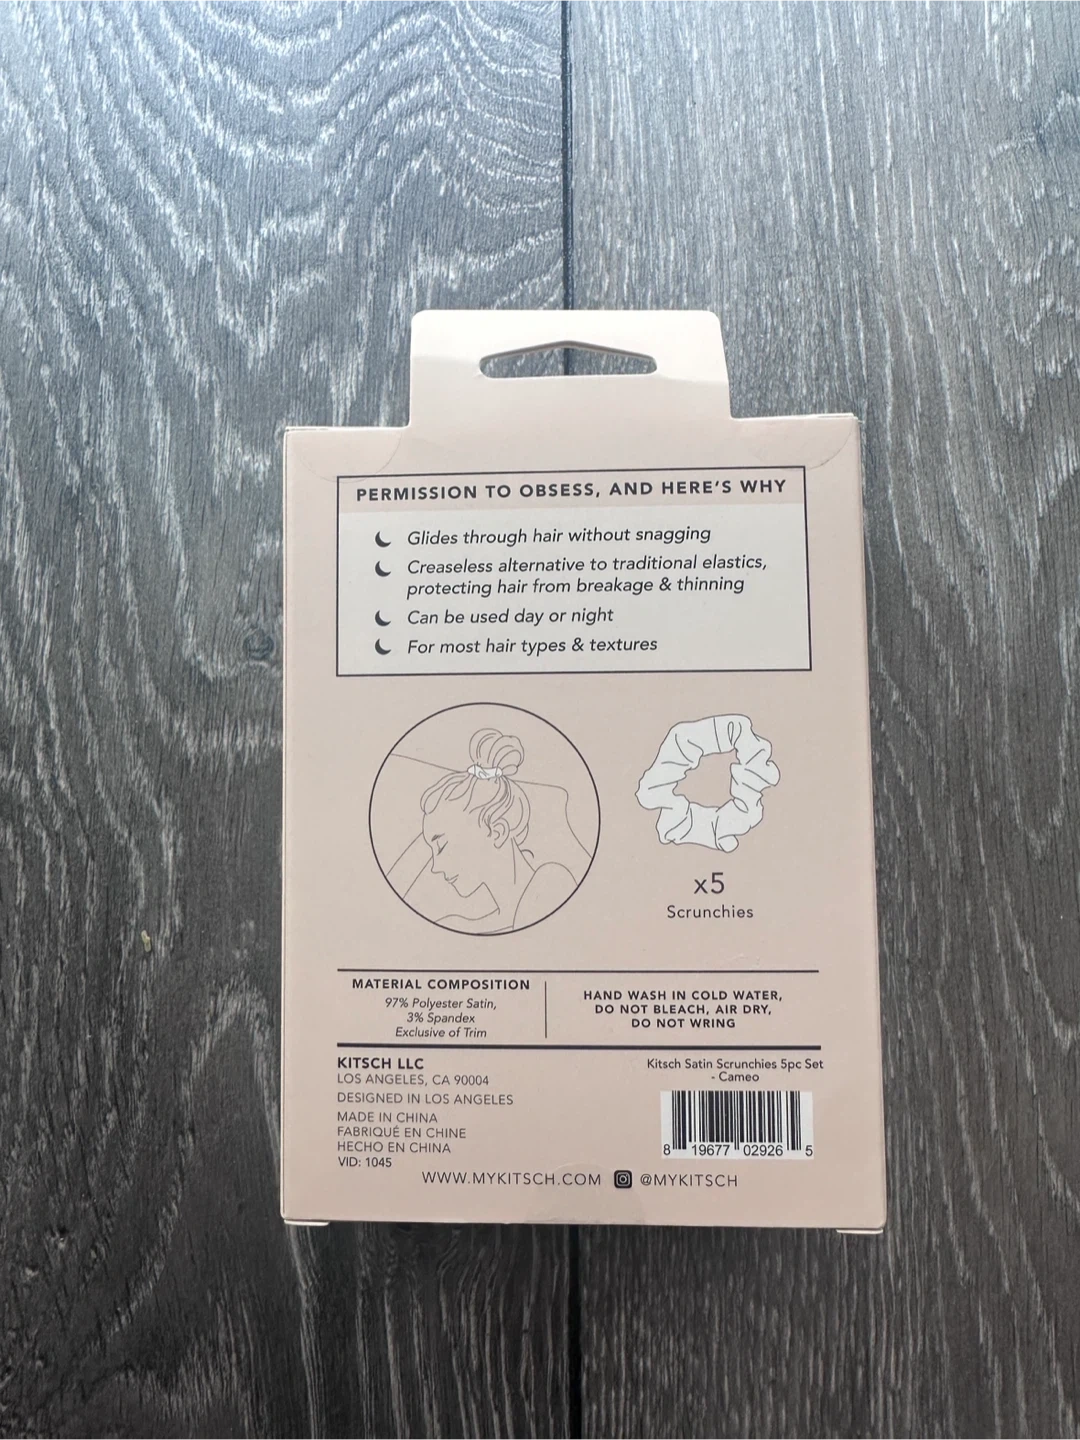 PERMISSION TO OBSESS, AND HERE'S WHY
Glides through hair without snagging
Creaseless alternative to traditional elastics,
protecting hair from breakage & thinning
Can be used day or night
For most hair types & textures
x5
Scrunchies
MATERIAL COMPOSITION
97% Polyester Satin,
3% Spandex
Exclusive of Trim
HAND WASH IN COLD WATER,
DO NOT BLEACH, AIR DRY,
DO NOT WRING
KITSCH LLC
LOS ANGELES, CA 90004
DESIGNED IN LOS ANGELES
MADE IN CHINA
FABRIQUÉ EN CHINE
HECHO EN CHINA
VID: 1045
Kitsch Satin Scrunchies 5pc Set
- Cameo
8 19677 02926 5
WWW.MYKITSCH.COM @MYKITSCH